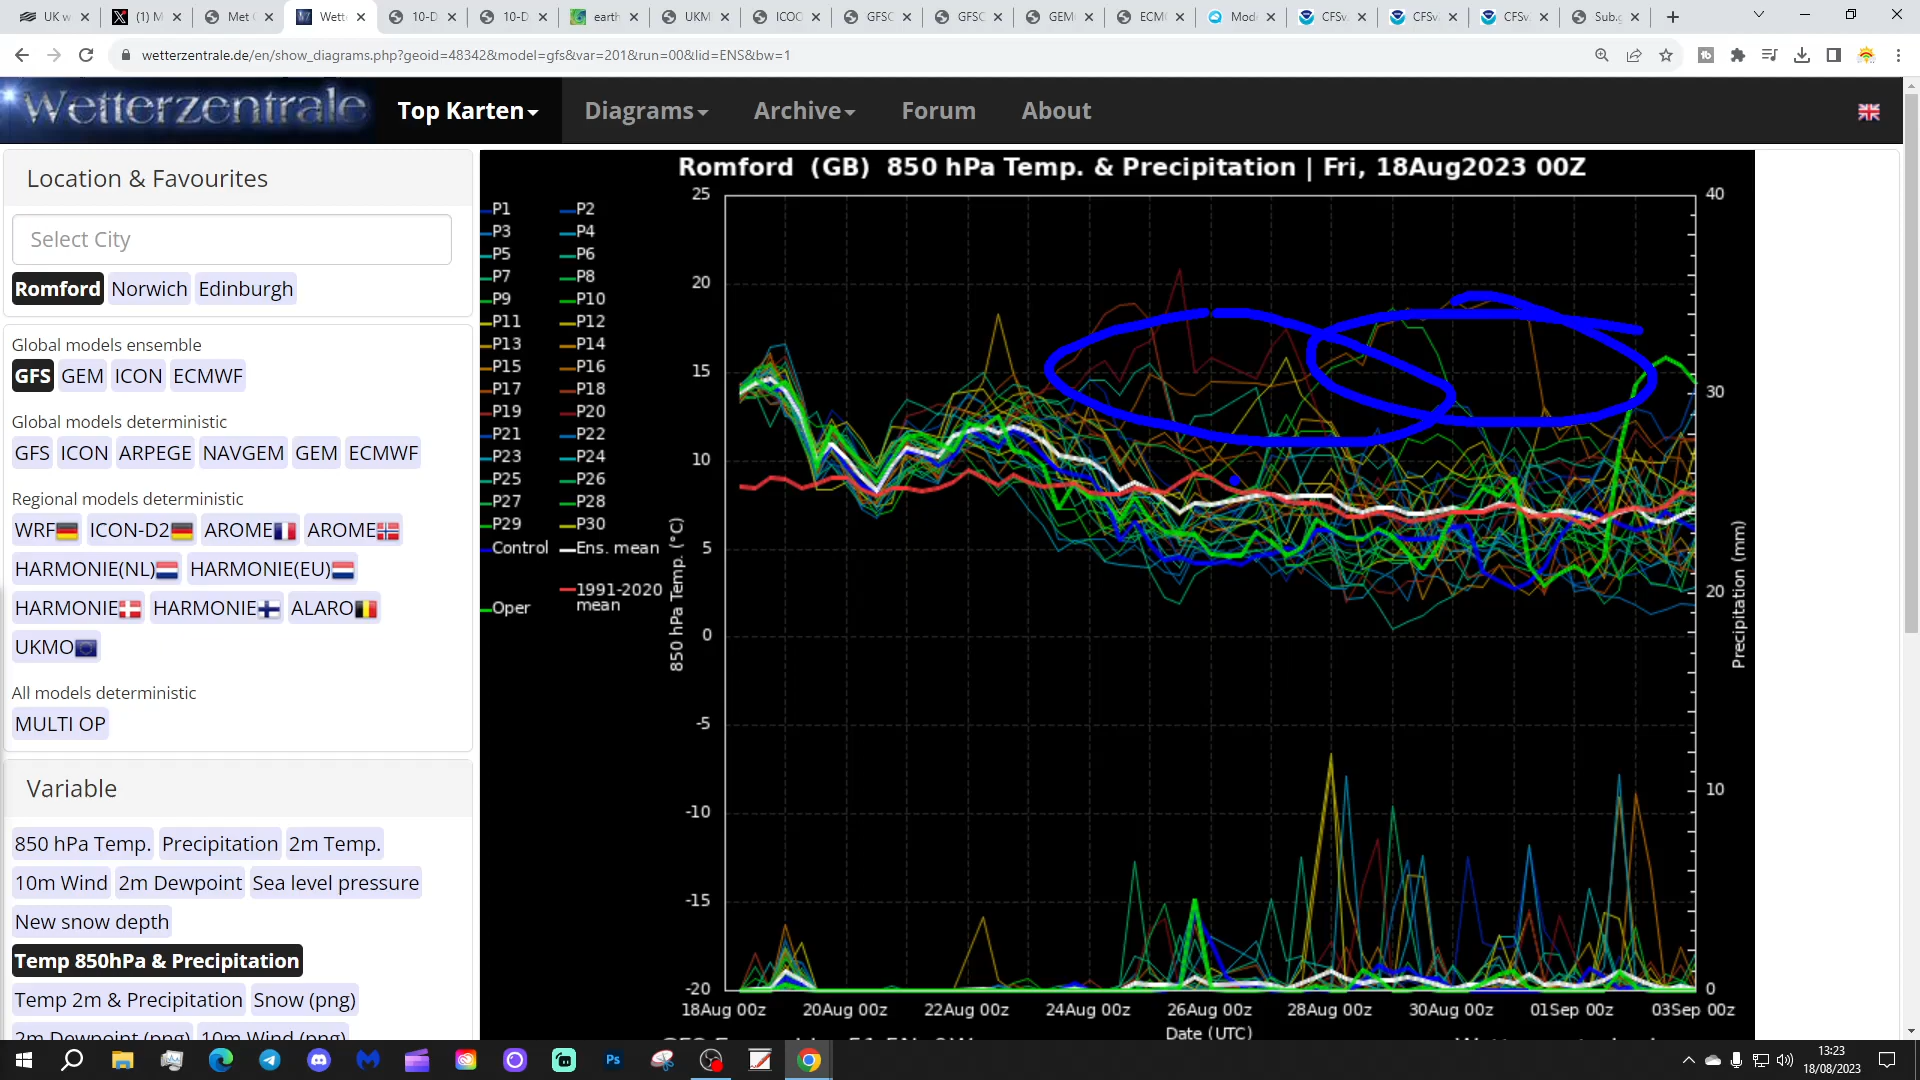 UK w
(1) M
Met
Wett
10-D
10-D
earth
UKM
ICO
GFSC
GFSC
GEM
ECM
Mod
CFSv
CFSv
CFSv
Sub.
wetterzentrale.de/en/show_diagrams.php?geoid=48342&model=gfs&var=201&run=00&lid=ENS&bw=1
Wetterzentrale
Top Karten
Diagrams
Archive
Forum
About
Location & Favourites
Select City
Romford Norwich Edinburgh
Global models ensemble
GFS GEM ICON ECMWF
Global models deterministic
GFS ICON ARPEGE NAVGEM GEM ECMWF
Regional models deterministic
WRF ICON-D2 AROME AROME
HARMONIE(NL) HARMONIE(EU)
HARMONIE HARMONIE ALARO
UKMO
All models deterministic
MULTI OP
Variable
850 hPa Temp. Precipitation 2m Temp.
10m Wind 2m Dewpoint Sea level pressure
New snow depth
Temp 850hPa & Precipitation
Temp 2m & Precipitation Snow (png)
2m Dewpoint (png) 10m Wind (png)
Romford (GB) 850 hPa Temp. & Precipitation | Fri, 18Aug2023 00Z
P1 P2
P3 P4
P5 P6
P7 P8
P9 P10
P11 P12
P13 P14
P15 P16
P17 P18
P19 P20
P21 P22
P23 P24
P25 P26
P27 P28
P29 P30
Control Ens. mean
Oper 1991-2020
mean
850 hPa Temp. (°C)
25
20
15
10
5
0
-5
-10
-15
-20
40
30
20
10
0
Precipitation (mm)
18Aug 00z 20Aug 00z 22Aug 00z 24Aug 00z 26Aug 00z 28Aug 00z 30Aug 00z 01Sep 00z 03Sep 00z
Date (UTC)
Ps
13:23
18/08/2023